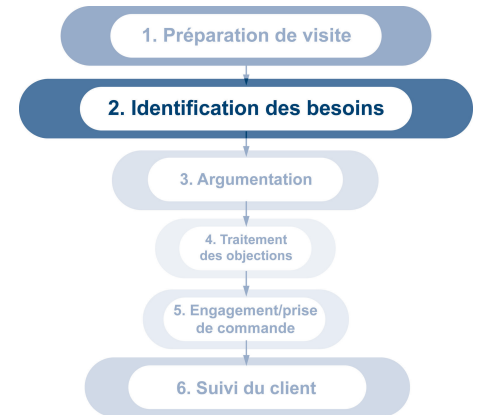 1. Préparation de visite
2. Identification des besoins
3. Argumentation
4. Traitement
des objections
5. Engagement/prise
de commande
6. Suivi du client